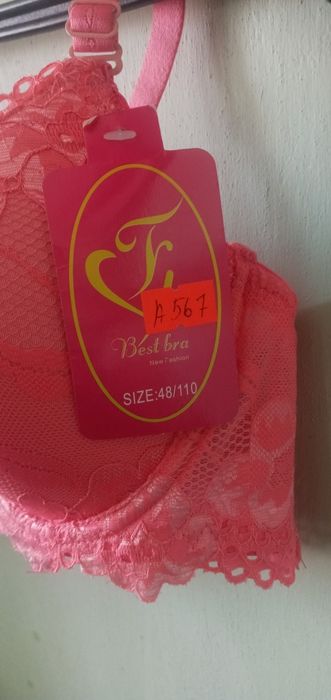 A 567
Best bra
New Fashion
SIZE:48/110